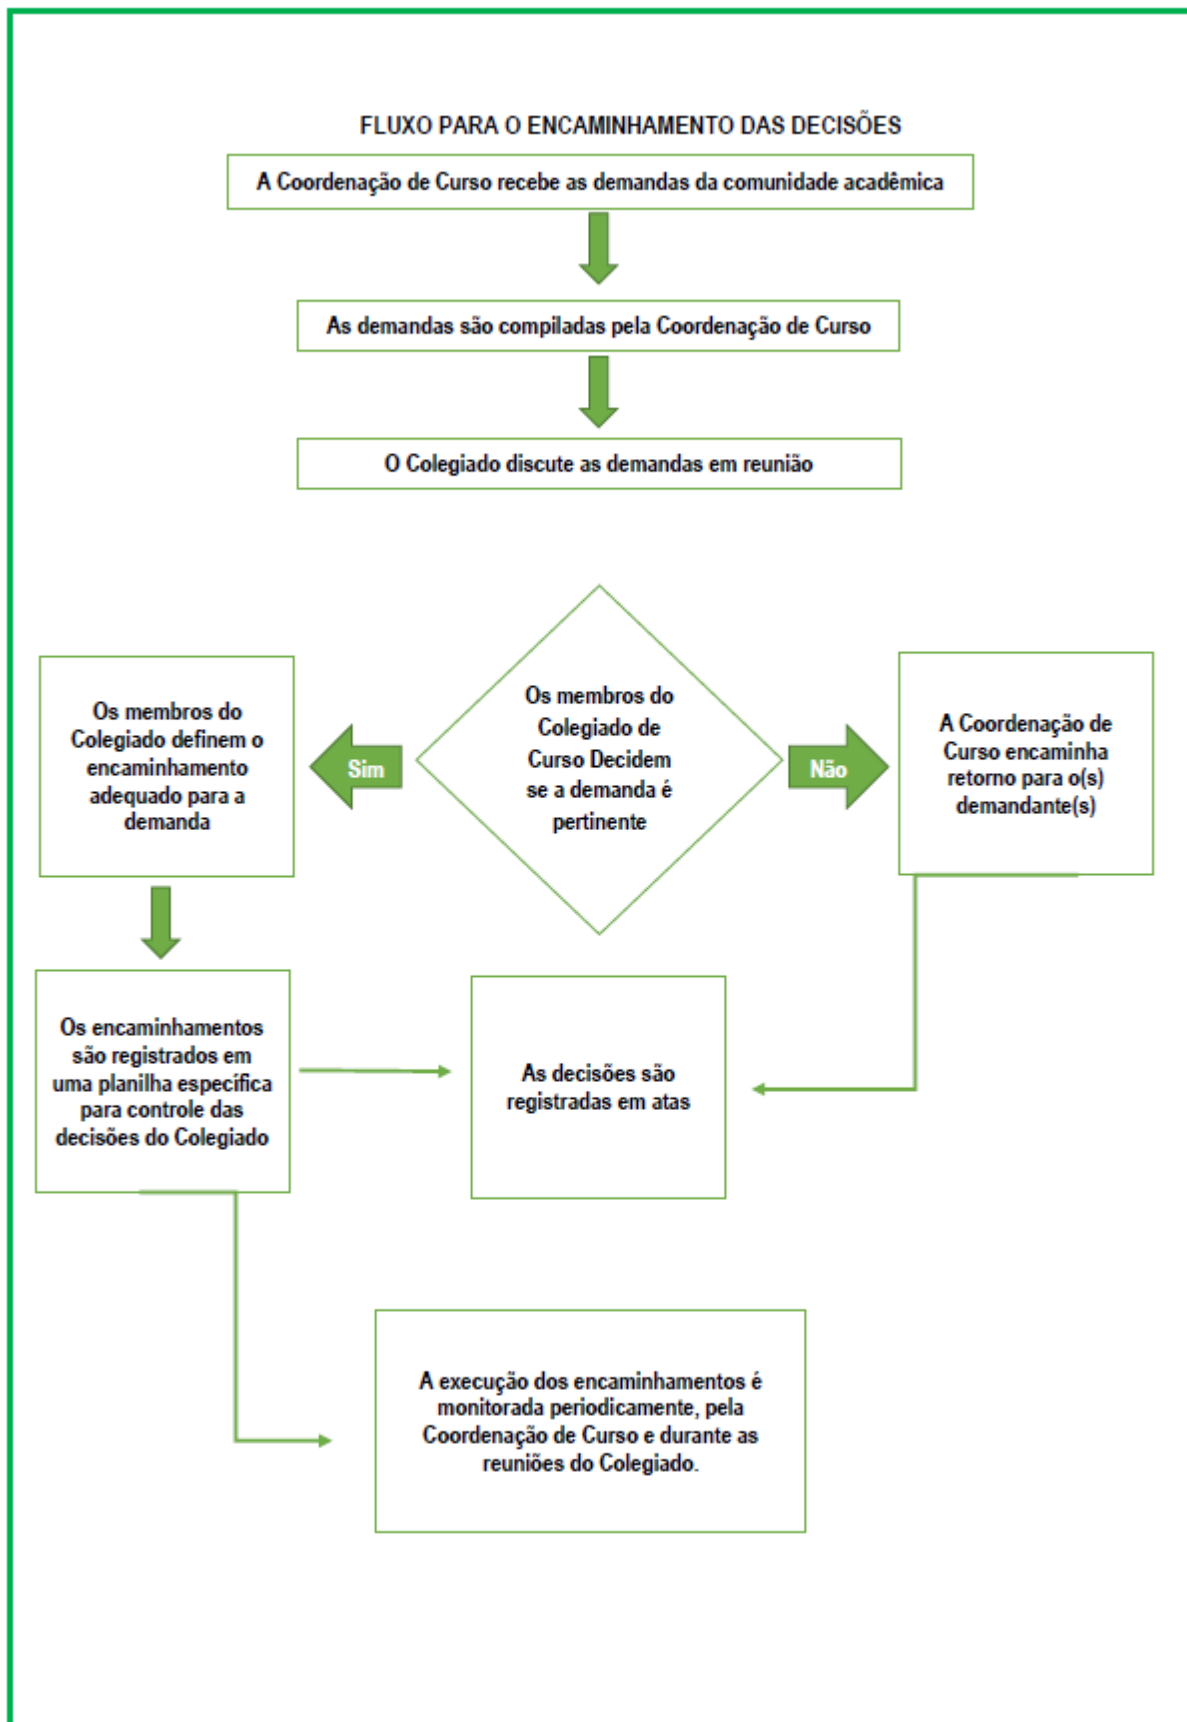 FLUXO PARA O ENCAMINHAMENTO DAS DECISÕES
A Coordenação de Curso recebe as demandas da comunidade acadêmica
As demandas são compiladas pela Coordenação de Curso
O Colegiado discute as demandas em reunião
Os membros do
Colegiado de
Curso Decidem
se a demanda é
pertinente
Sim
Não
Os membros do
Colegiado definem o
encaminhamento
adequado para a
demanda
A Coordenação de
Curso encaminha
retorno para o(s)
demandante(s)
Os encaminhamentos
são registrados em
uma planilha específica
para controle das
decisões do Colegiado
As decisões são
registradas em atas
A execução dos encaminhamentos é
monitorada periodicamente, pela
Coordenação de Curso e durante as
reuniões do Colegiado.